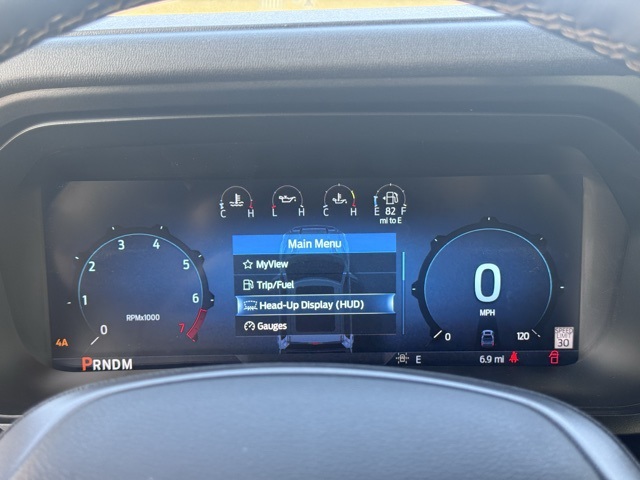 C H
L H
C H
E 82 F
mi to E
Main Menu
MyView
Trip/Fuel
Head-Up Display (HUD)
Gauges
0 1 2 3 4 5 6 7
RPMx1000
0
MPH
0 120
SPEED
LIMIT
30
4A
PRNDM
E
6.9 mi